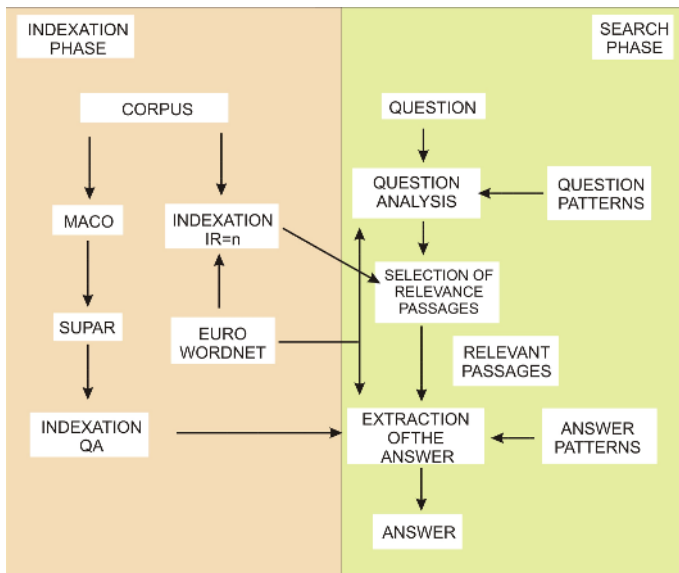 INDEXATION
PHASE
SEARCH
PHASE
CORPUS
QUESTION
QUESTION
ANALYSIS
QUESTION
PATTERNS
MACO
INDEXATION
IR=n
SELECTION OF
RELEVANCE
PASSAGES
SUPAR
EURO
WORDNET
RELEVANT
PASSAGES
INDEXATION
QA
EXTRACTION
OFTHE
ANSWER
ANSWER
PATTERNS
ANSWER